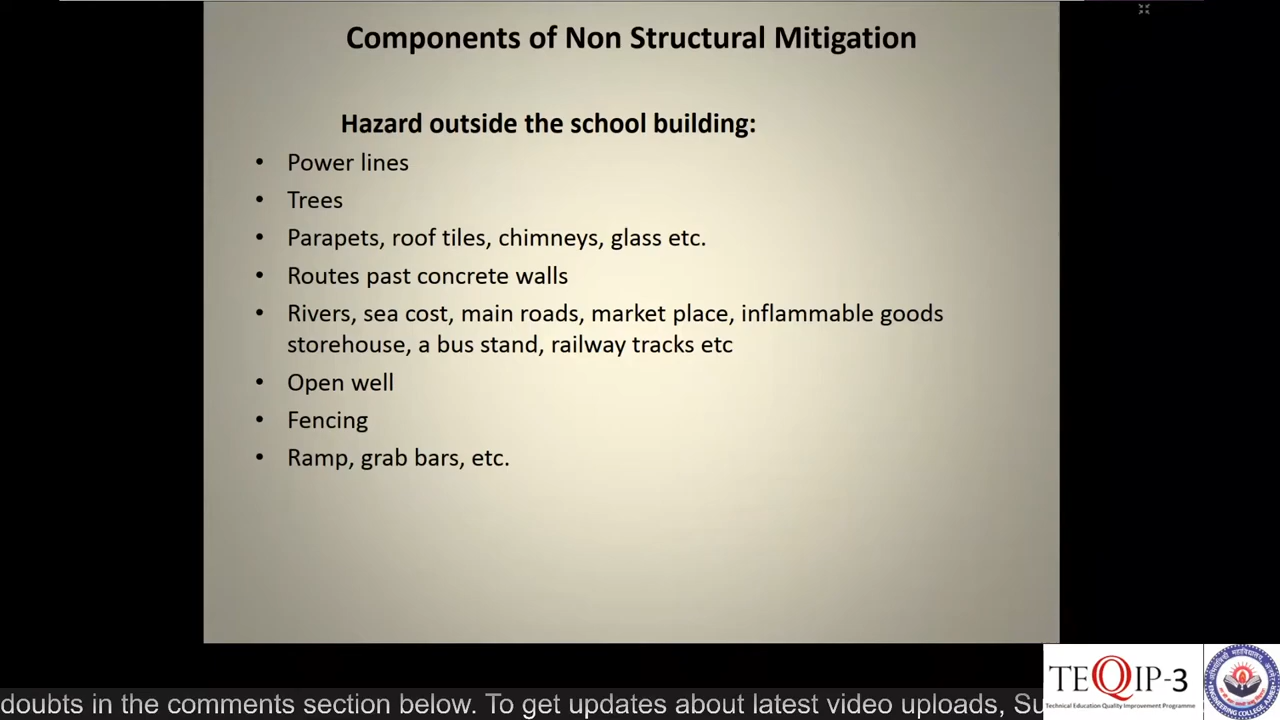 Components of Non Structural Mitigation
Hazard outside the school building:
• Power lines
• Trees
• Parapets, roof tiles, chimneys, glass etc.
• Routes past concrete walls
• Rivers, sea cost, main roads, market place, inflammable goods
storehouse, a bus stand, railway tracks etc
• Open well
• Fencing
• Ramp, grab bars, etc.
TEQIP-3
Technical Education Quality Improvement Programme
doubts in the comments section below. To get updates about latest video uploads, Su